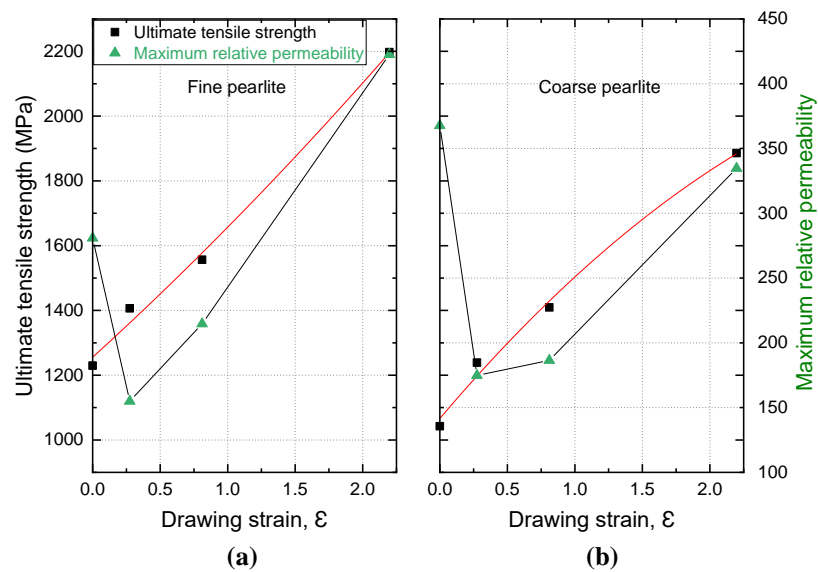 Ultimate tensile strength
Maximum relative permeability
Fine pearlite
Coarse pearlite
2200
2000
1800
1600
1400
1200
1000
Ultimate tensile strength (MPa)
450
400
350
300
250
200
150
100
Maximum relative permeability
0.0 0.5 1.0 1.5 2.0
0.0 0.5 1.0 1.5 2.0
Drawing strain, Ɛ
Drawing strain, Ɛ
(a)
(b)